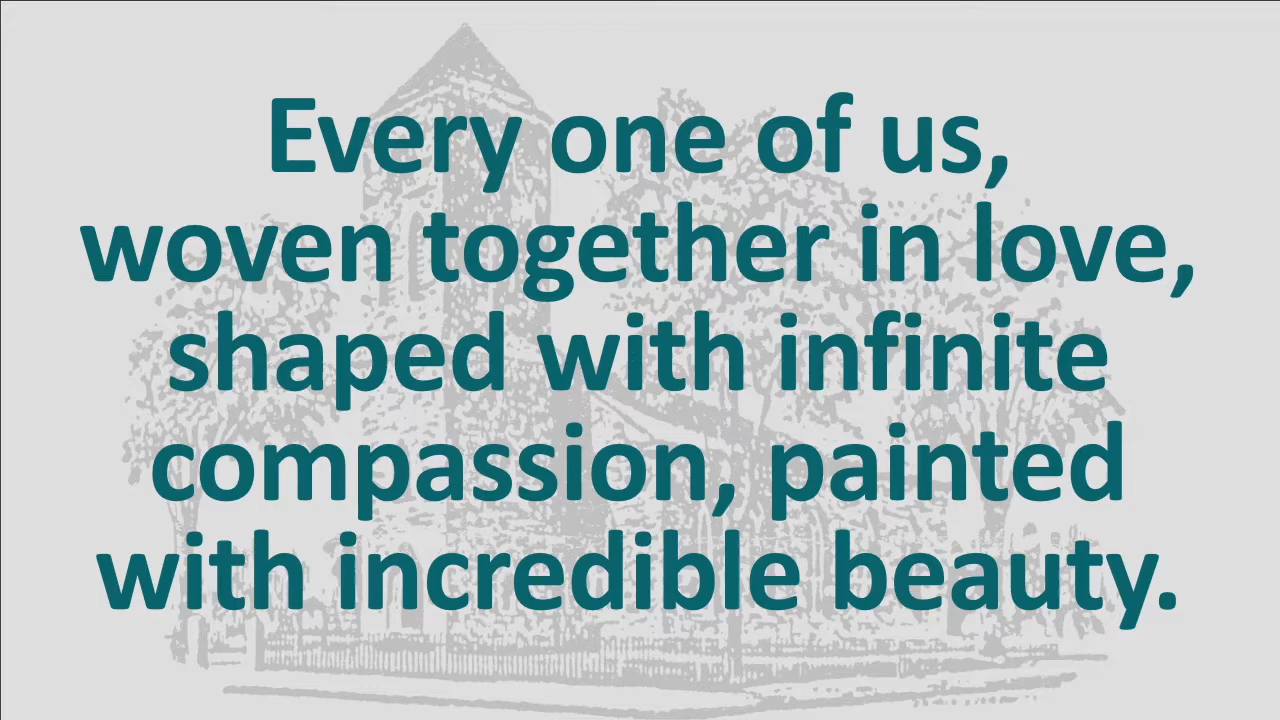 Every one of us,
woven together in love,
shaped with infinite
compassion, painted
with incredible beauty.